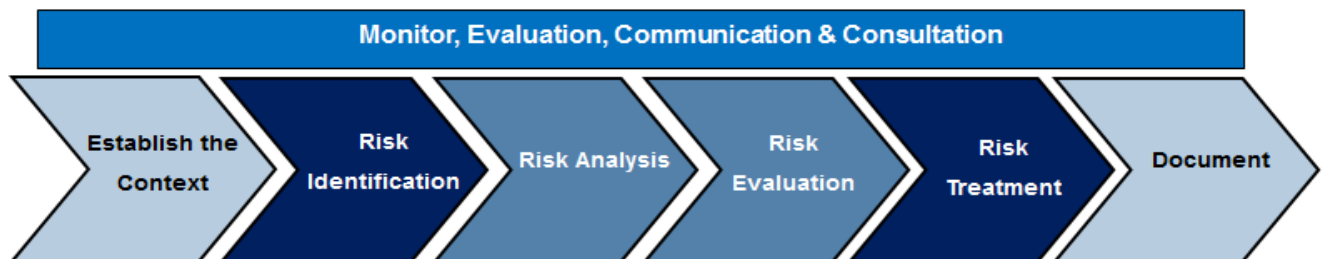 Monitor, Evaluation, Communication & Consultation
Establish the
Context
Risk
Identification
Risk Analysis
Risk
Evaluation
Risk
Treatment
Document